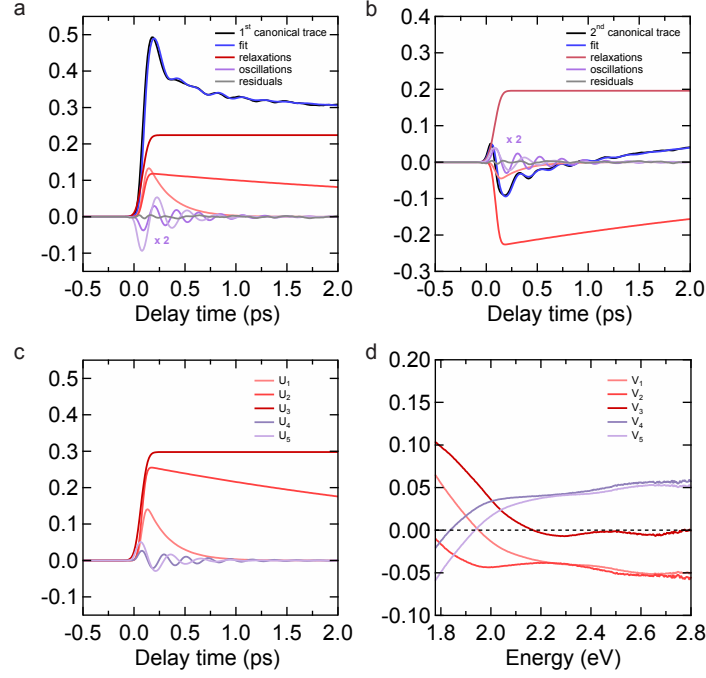 a
0.5
0.4
0.3
0.2
0.1
0.0
-0.1
1st canonical trace
fit
relaxations
oscillations
residuals
x 2
-0.5 0.0 0.5 1.0 1.5 2.0
Delay time (ps)
b
0.4
0.3
0.2
0.1
0.0
-0.1
-0.2
-0.3
2nd canonical trace
fit
relaxations
oscillations
residuals
x 2
-0.5 0.0 0.5 1.0 1.5 2.0
Delay time (ps)
c
0.5
0.4
0.3
0.2
0.1
0.0
-0.1
U1
U2
U3
U4
U5
-0.5 0.0 0.5 1.0 1.5 2.0
Delay time (ps)
d
0.20
0.15
0.10
0.05
0.00
-0.05
-0.10
V1
V2
V3
V4
V5
1.8 2.0 2.2 2.4 2.6 2.8
Energy (eV)